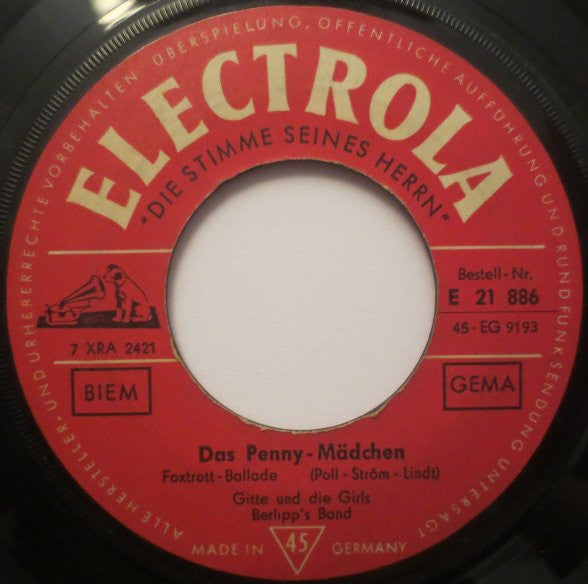 ALLE HERSTELLER- UND URHEBERRECHTE VORBEHALTEN · ÜBERSPIELUNG, ÖFFENTLICHE AUFFÜHRUNG UND RUNDFUNKSENDUNG UNTERSAGT
ELECTROLA
"DIE STIMME SEINES HERRN"
Bestell-Nr.
E 21 886
7 XRA 2421
45-EG 9193
BIEM
GEMA
Das Penny-Mädchen
Foxtrott-Ballade (Poll-Ström-Lindt)
Gitte und die Girls
Berlipp's Band
MADE IN 45 GERMANY